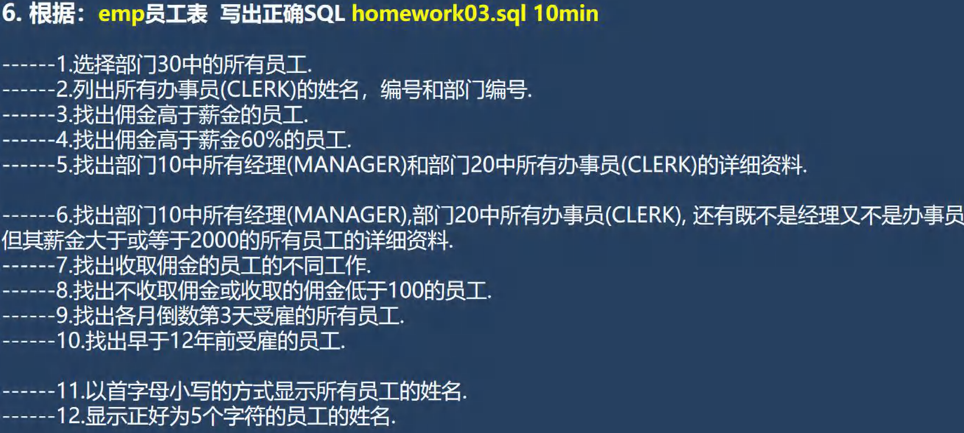 6. 根据：emp员工表 写出正确SQL homework03.sql 10min
------1.选择部门30中的所有员工.
------2.列出所有办事员(CLERK)的姓名，编号和部门编号.
------3.找出佣金高于薪金的员工.
------4.找出佣金高于薪金60%的员工.
------5.找出部门10中所有经理(MANAGER)和部门20中所有办事员(CLERK)的详细资料.
------6.找出部门10中所有经理(MANAGER),部门20中所有办事员(CLERK), 还有既不是经理又不是办事员
但其薪金大于或等于2000的所有员工的详细资料.
------7.找出收取佣金的员工的不同工作.
------8.找出不收取佣金或收取的佣金低于100的员工.
------9.找出各月倒数第3天受雇的所有员工.
------10.找出早于12年前受雇的员工.
------11.以首字母小写的方式显示所有员工的姓名.
------12.显示正好为5个字符的员工的姓名.